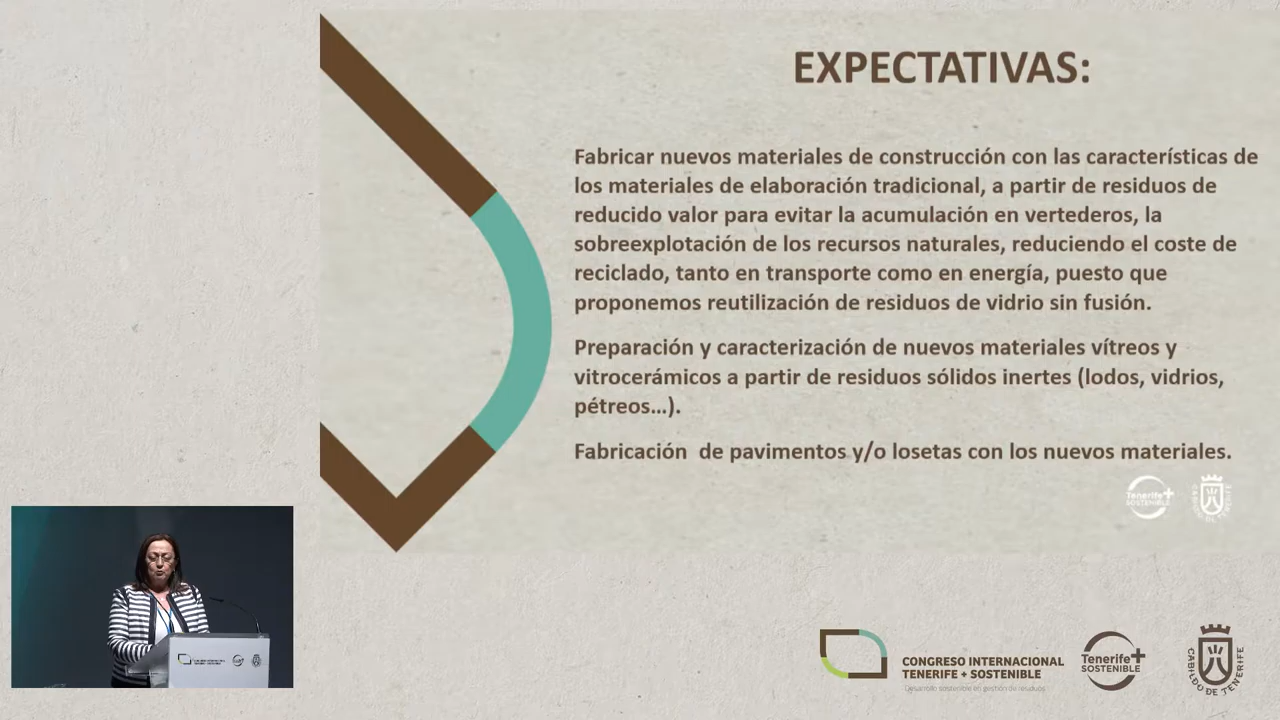 EXPECTATIVAS:
Fabricar nuevos materiales de construcción con las características de
los materiales de elaboración tradicional, a partir de residuos de
reducido valor para evitar la acumulación en vertederos, la
sobreexplotación de los recursos naturales, reduciendo el coste de
reciclado, tanto en transporte como en energía, puesto que
proponemos reutilización de residuos de vidrio sin fusión.
Preparación y caracterización de nuevos materiales vítreos y
vitrocerámicos a partir de residuos sólidos inertes (lodos, vidrios,
pétreos...).
Fabricación  de pavimentos y/o losetas con los nuevos materiales.
Tenerife+
SOSTENIBLE
CABILDO DE TENERIFE
CONGRESO INTERNACIONAL
TENERIFE + SOSTENIBLE
Desarrollo sostenible en gestión de residuos
Tenerife+
SOSTENIBLE
CABILDO DE TENERIFE